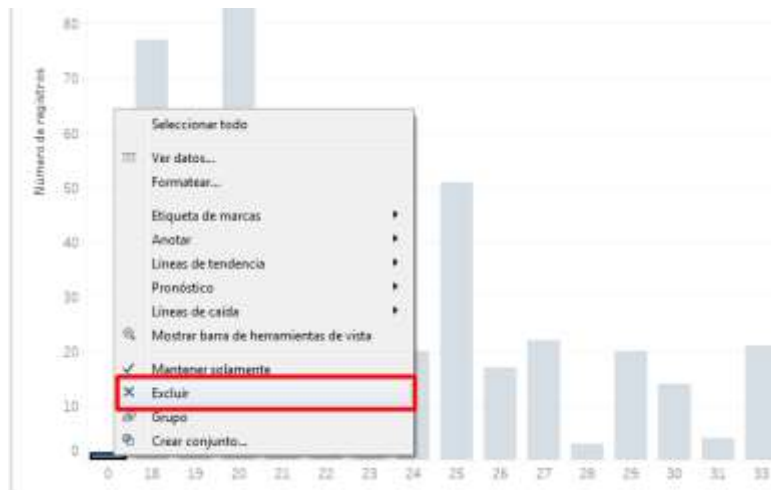 80
70
60
50
40
30
20
10
0
Número de registros
Seleccionar todo
Ver datos...
Formatear...
Etiqueta de marcas
Anotar
Líneas de tendencia
Pronóstico
Líneas de caída
Mostrar barra de herramientas de vista
Mantener solamente
Excluir
Grupo
Crear conjunto...
0 18 19 20 21 22 23 24 25 26 27 28 29 30 31 33